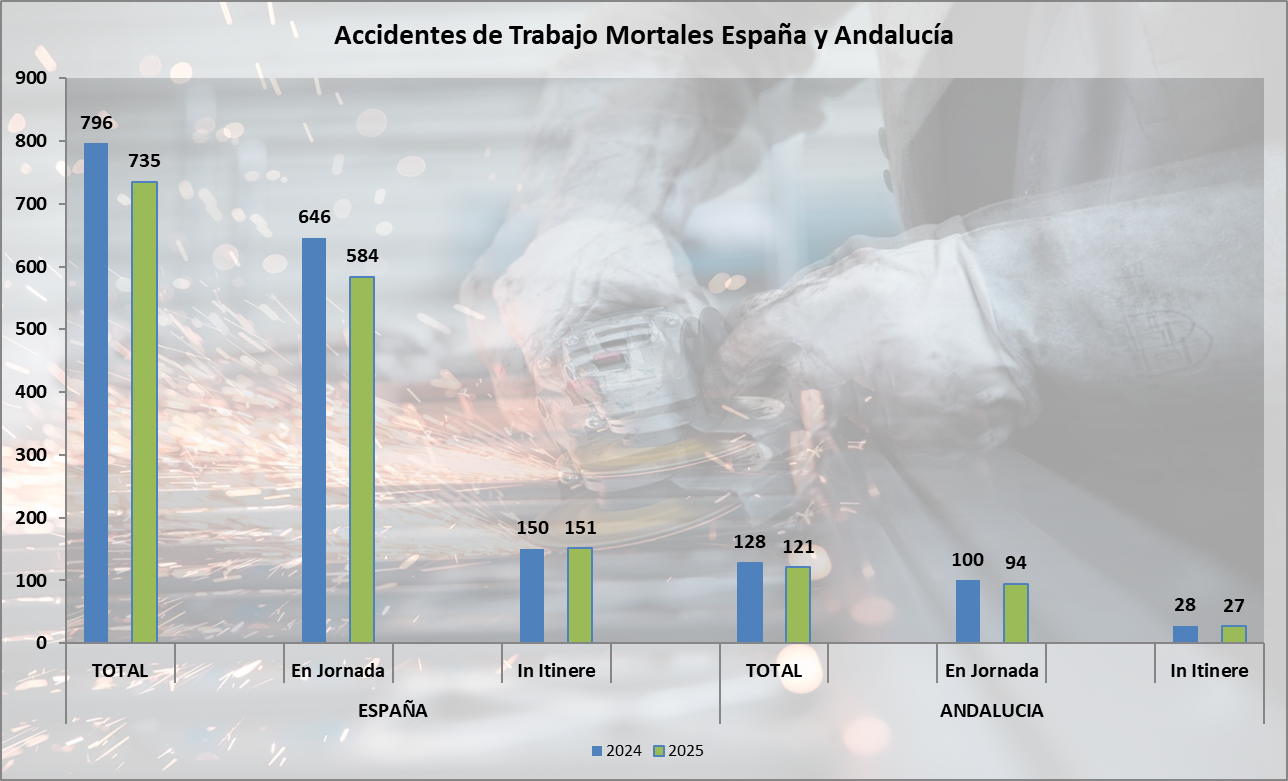 Accidentes de Trabajo Mortales España y Andalucía
900
800
700
600
500
400
300
200
100
0
796
735
646
584
150
151
128
121
100
94
28
27
TOTAL
En Jornada
In Itinere
TOTAL
En Jornada
In Itinere
ESPAÑA
ANDALUCIA
2024
2025